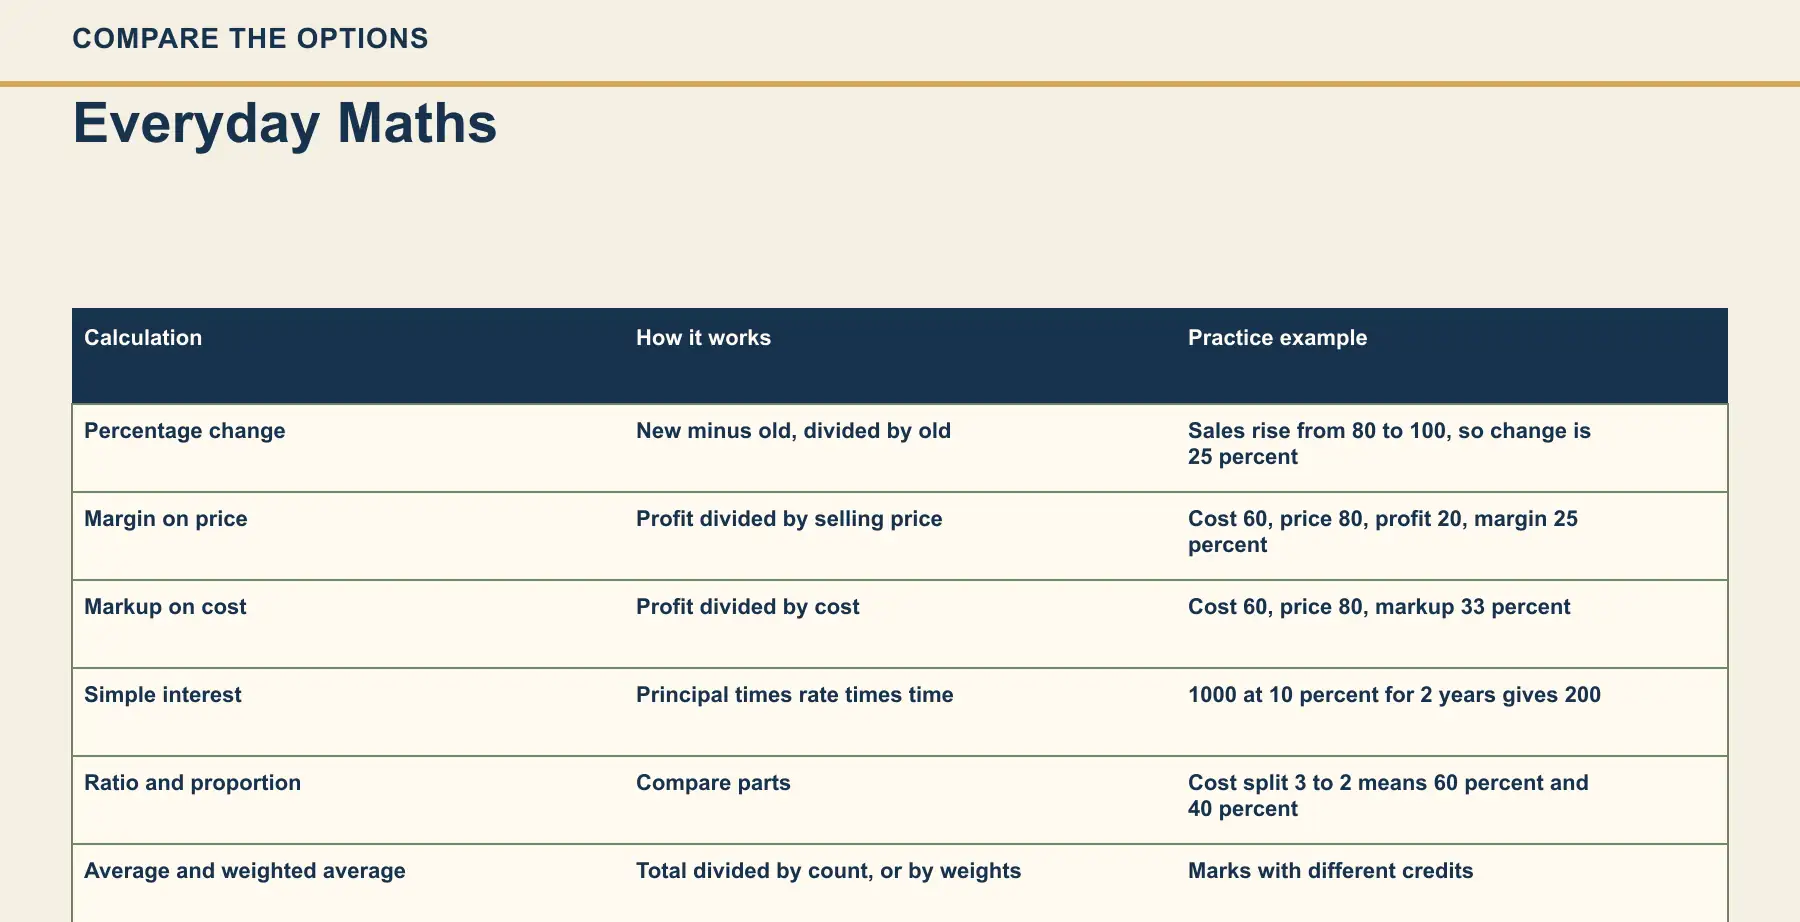 COMPARE THE OPTIONS
Everyday Maths
Calculation
How it works
Practice example
Percentage change
New minus old, divided by old
Sales rise from 80 to 100, so change is
25 percent
Margin on price
Profit divided by selling price
Cost 60, price 80, profit 20, margin 25
percent
Markup on cost
Profit divided by cost
Cost 60, price 80, markup 33 percent
Simple interest
Principal times rate times time
1000 at 10 percent for 2 years gives 200
Ratio and proportion
Compare parts
Cost split 3 to 2 means 60 percent and
40 percent
Average and weighted average
Total divided by count, or by weights
Marks with different credits